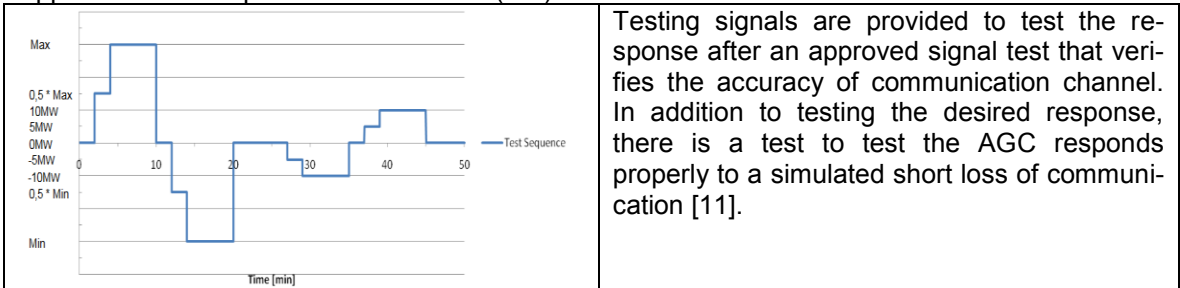 Max
0,5 * Max
10MW
5MW
0MW
-5MW
-10MW
0,5 * Min
Min
0 10 20 30 40 50
Time [min]
Test Sequence
Testing signals are provided to test the re-
sponse after an approved signal test that veri-
fies the accuracy of communication channel.
In addition to testing the desired response,
there is a test to test the AGC responds
properly to a simulated short loss of communi-
cation [11].